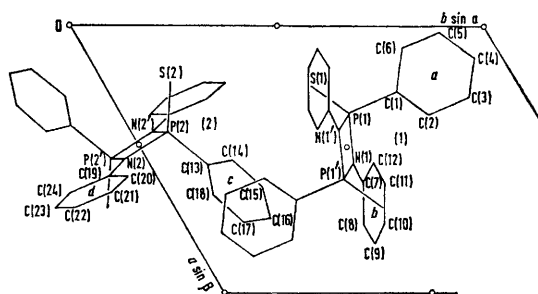 0
b sin α
C(5)
C(6)
C(4)
a
S(2)
S(1)
C(3)
C(1)
P(1)
C(2)
N(2')
P(2)
(2)
N(1')
(1)
C(14)
P(2')
N(2)
N(1)
C(12)
C(19)
C(20)
C(13)
c
P(1')
C(7)
C(11)
C(24)
d
C(21)
C(18)
C(15)
b
C(23)
C(22)
C(16)
C(17)
C(8)
C(10)
C(9)
a sin β